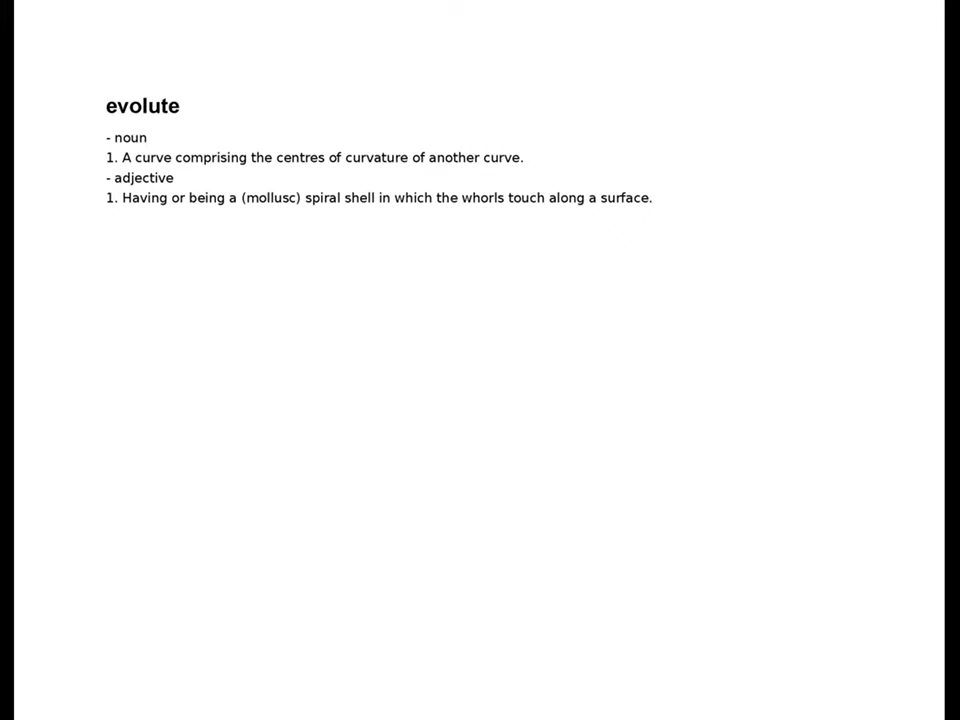 evolute
- noun
1. A curve comprising the centres of curvature of another curve.
- adjective
1. Having or being a (mollusc) spiral shell in which the whorls touch along a surface.